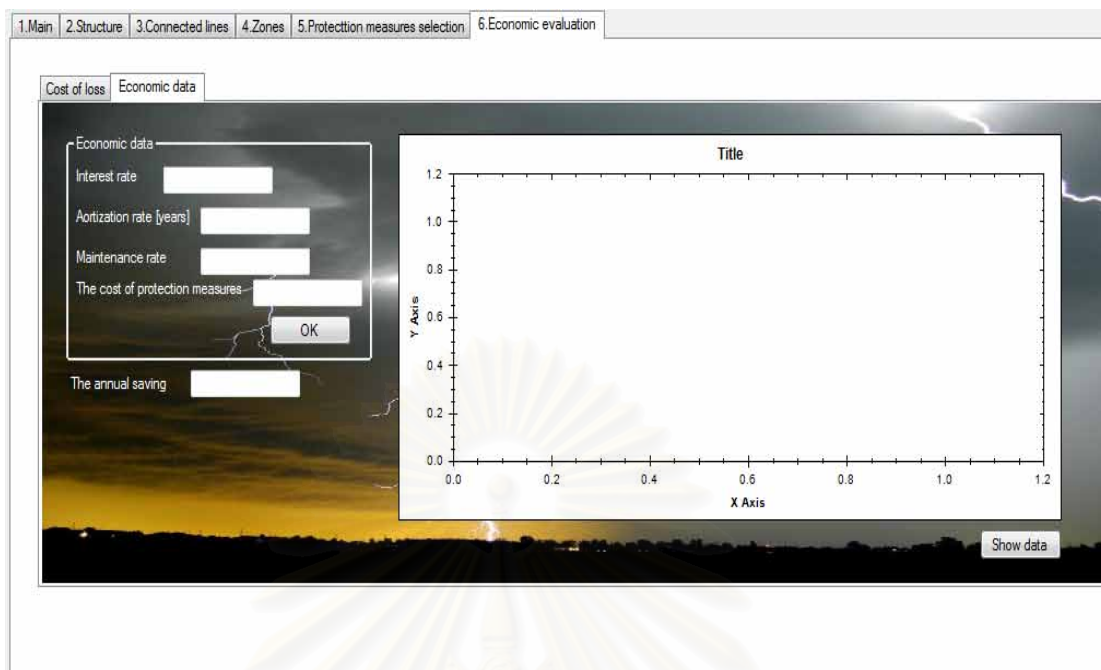 1.Main 2.Structure 3.Connected lines 4.Zones 5.Protecttion measures selection 6.Economic evaluation
Cost of loss Economic data
Economic data
Interest rate
Aortization rate [years]
Maintenance rate
The cost of protection measures
OK
The annual saving
Title
Y Axis
1.2
1.0
0.8
0.6
0.4
0.2
0.0
0.0 0.2 0.4 0.6 0.8 1.0 1.2
X Axis
Show data